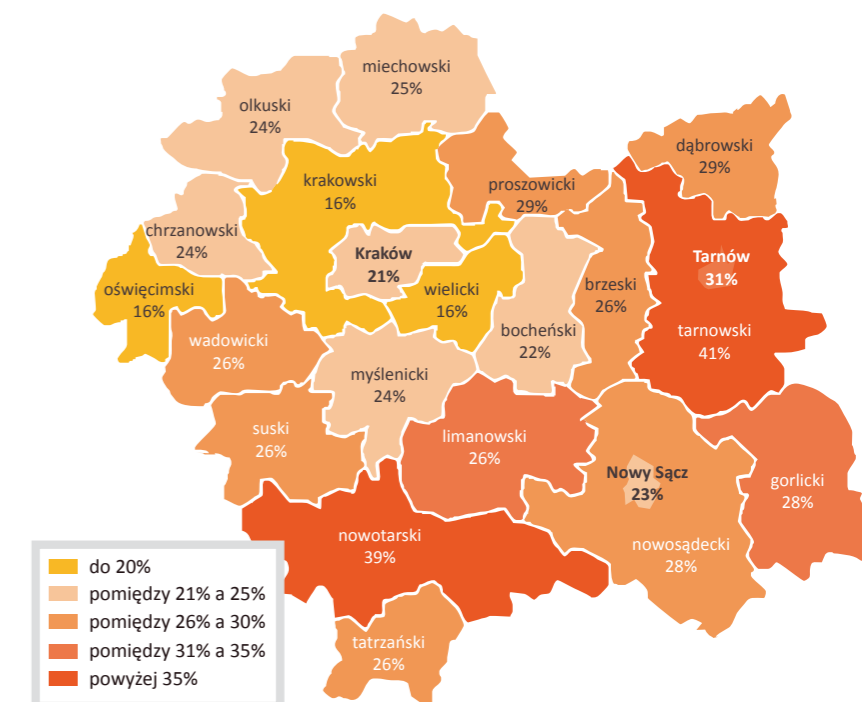 miechowski
25%
olkuski
24%
dąbrowski
29%
krakowski
16%
proszowicki
29%
chrzanowski
24%
Kraków
21%
Tarnów
31%
oświęcimski
16%
wielicki
16%
brzeski
26%
bocheński
22%
tarnowski
41%
wadowicki
26%
myślenicki
24%
suski
26%
limanowski
26%
Nowy Sącz
23%
gorlicki
28%
nowotarski
39%
nowosądecki
28%
tatrzański
26%
do 20%
pomiędzy 21% a 25%
pomiędzy 26% a 30%
pomiędzy 31% a 35%
powyżej 35%